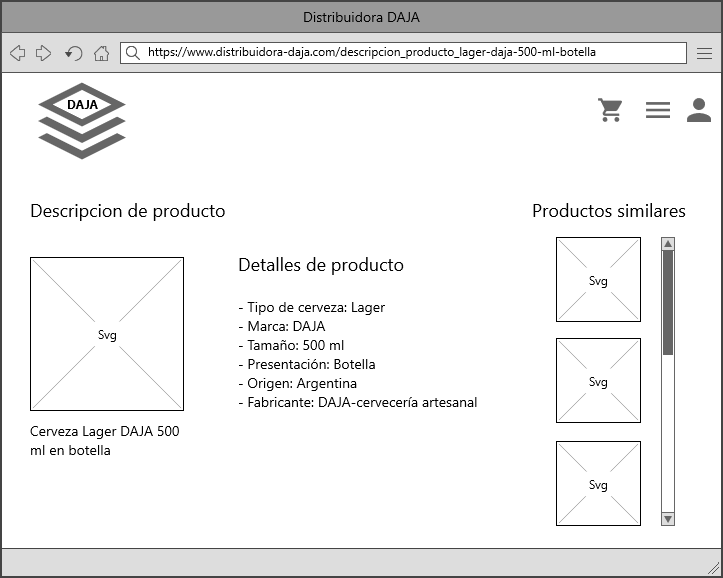 Distribuidora DAJA
https://www.distribuidora-daja.com/descripcion_producto_lager-daja-500-ml-botella
DAJA
Descripcion de producto
Svg
Cerveza Lager DAJA 500
ml en botella
Detalles de producto
- Tipo de cerveza: Lager
- Marca: DAJA
- Tamaño: 500 ml
- Presentación: Botella
- Origen: Argentina
- Fabricante: DAJA-cervecería artesanal
Productos similares
Svg
Svg
Svg